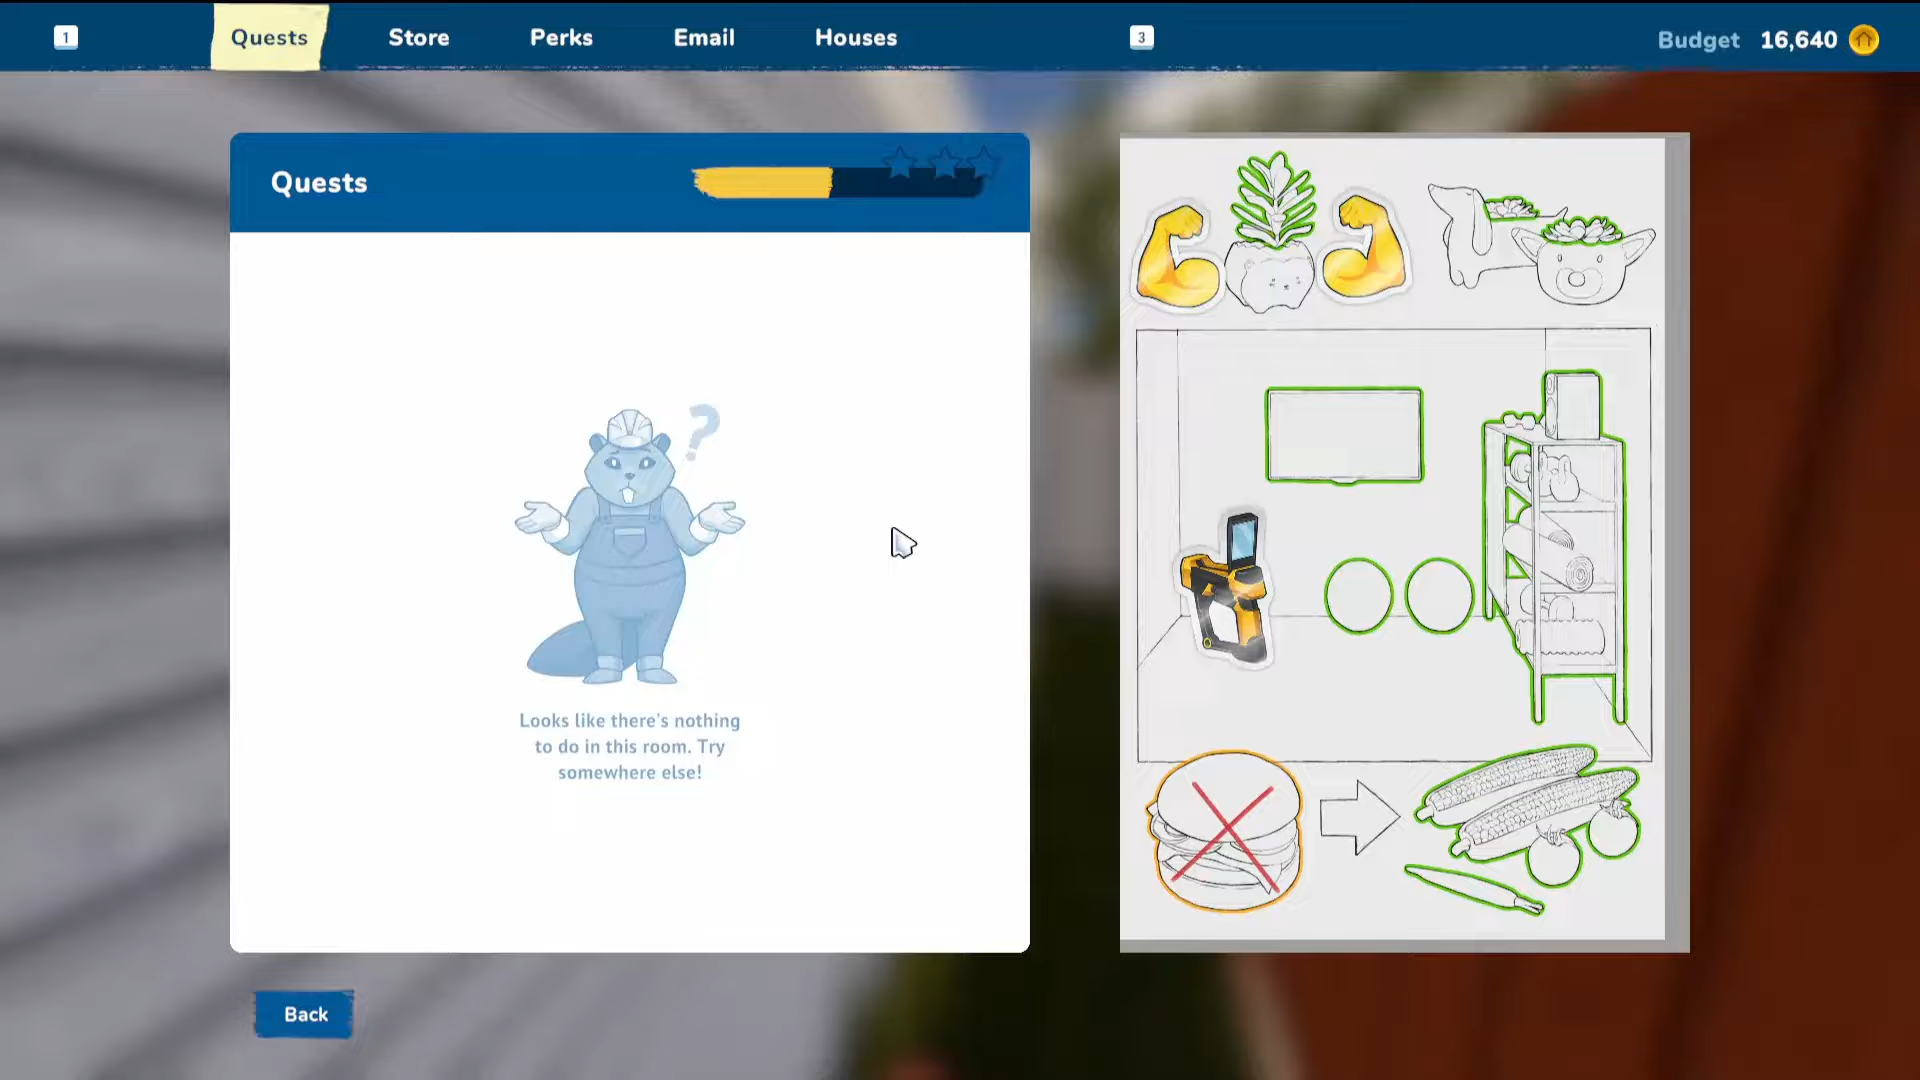 1
Quests
Store
Perks
Email
Houses
3
Budget 16,640
Quests
?
Looks like there's nothing
to do in this room. Try
somewhere else!
Back